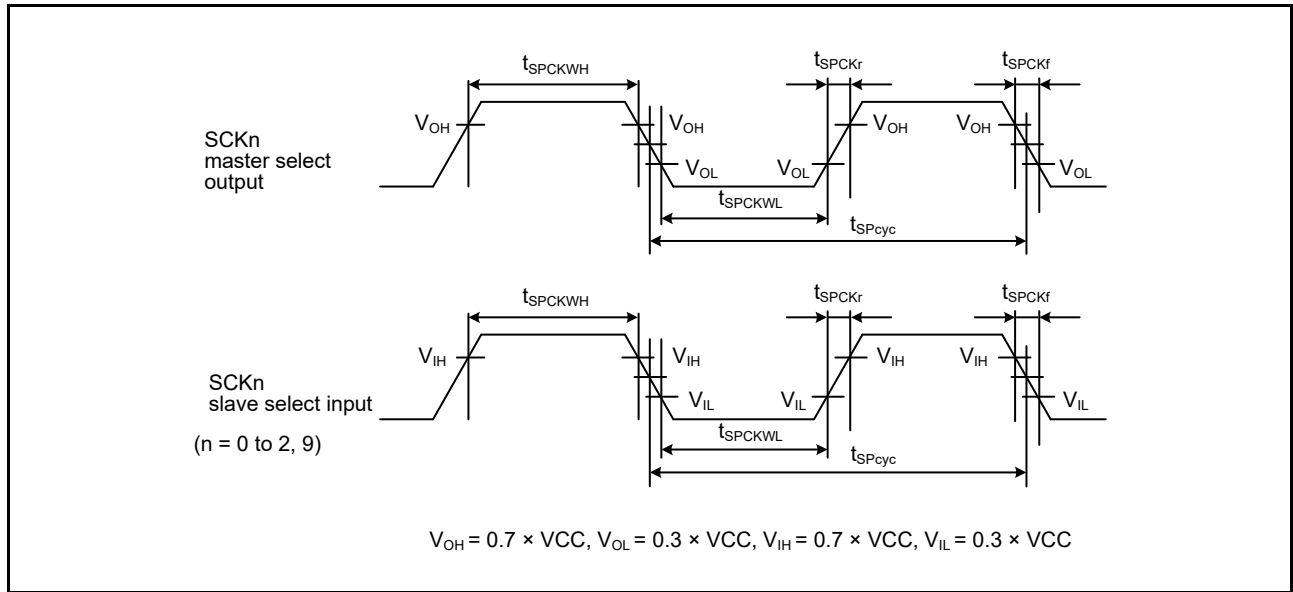 tSPCKWH
tSPCKr
tSPCKf
VOH
VOH
VOH
VOH
SCKn
master select
output
VOL
VOL
VOL
tSPCKWL
tSPcyc
tSPCKWH
tSPCKr
tSPCKf
VIH
VIH
VIH
VIH
SCKn
slave select input
VIL
VIL
VIL
(n = 0 to 2, 9)
tSPCKWL
tSPcyc
VOH = 0.7 × VCC, VOL = 0.3 × VCC, VIH = 0.7 × VCC, VIL = 0.3 × VCC